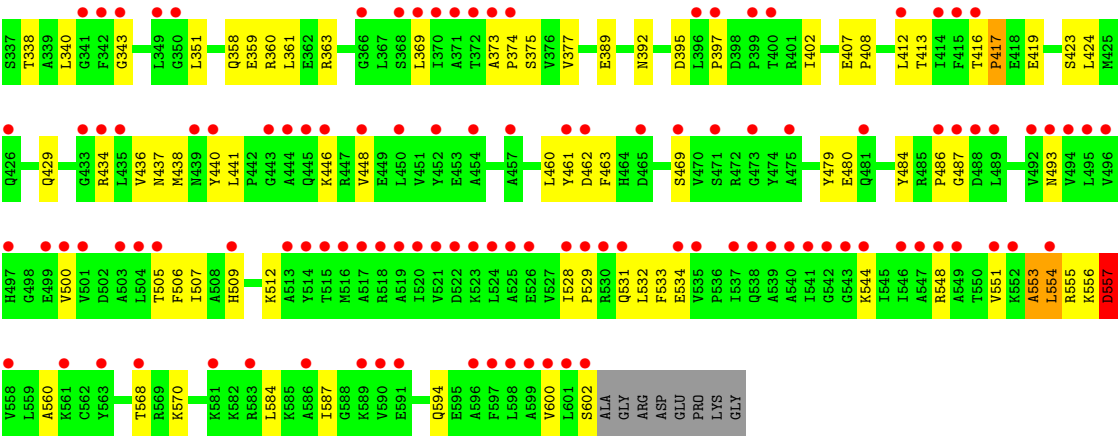 S337 T338 A339 L340 G341 F342 G343 L349 G350 L351 Q358 E359 R360 L361 E362 R363 G366 L367 S368 L369 I370 A371 T372 A373 P374 S375 V376 V377 E389 N392 D395 L396 P397 D398 P399 T400 R401 I402 E407 P408 L412 T413 I414 F415 T416 P417 E418 E419 S423 L424 M425
Q426 Q429 G433 R434 L435 V436 N437 M438 N439 Y440 L441 P442 G443 A444 Q445 K446 R447 V448 E449 L450 V451 Y452 E453 A454 A457 L460 Y461 D462 F463 H464 D465 S469 V470 S471 R472 G473 Y474 A475 Y479 E480 Q481 Y484 R485 P486 G487 D488 L489 V492 N493 V494 L495 V496
H497 G498 E499 V500 V501 D502 A503 L504 T505 F506 I507 A508 H509 K512 A513 Y514 T515 M516 A517 R518 A519 I520 V521 D522 K523 L524 A525 E526 V527 I528 P529 R530 Q531 L532 F533 E534 V535 P536 I537 Q538 A539 A540 I541 G542 G543 K544 I545 I546 A547 R548 A549 T550 V551 K552 A553 L554 R555 K556 D557
V558 L559 A560 K561 C562 Y563 T568 R569 K570 K581 K582 R583 L584 K585 A586 I587 G588 K589 V590 E591 Q594 E595 A596 F597 L598 A599 V600 L601 S602 ALA GLY ARG ASP GLU PRO LYS GLY